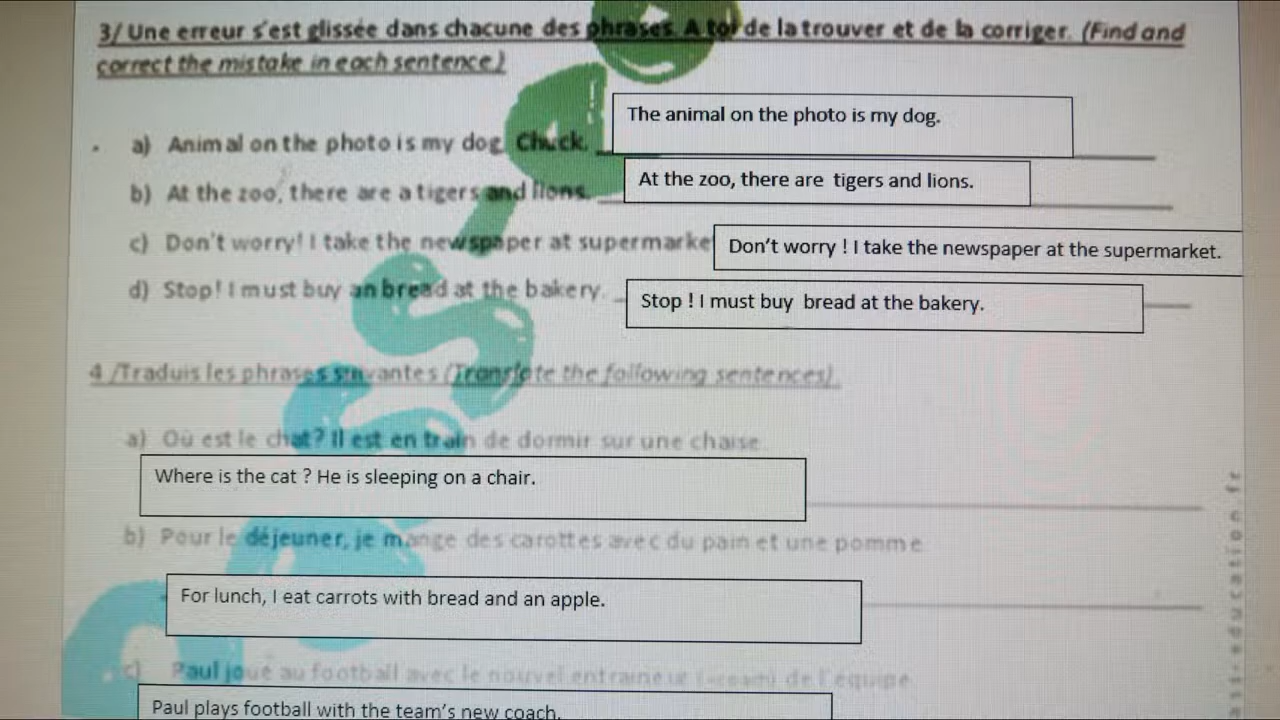 3/ Une erreur s'est glissée dans chacune des phrases. A toi de la trouver et de la corriger. (Find and
correct the mistake in each sentence)
a) Animal on the photo is my dog, Chuck. The animal on the photo is my dog.
b) At the zoo, there are a tigers and lions. At the zoo, there are tigers and lions.
c) Don't worry! I take the newspaper at supermarke Don't worry ! I take the newspaper at the supermarket.
d) Stop! I must buy an bread at the bakery. Stop ! I must buy bread at the bakery.
4 /Traduis les phrases suivantes (Translate the following sentences)
a) Où est le chat? Il est en train de dormir sur une chaise.
Where is the cat ? He is sleeping on a chair.
b) Pour le déjeuner, je mange des carottes avec du pain et une pomme
For lunch, I eat carrots with bread and an apple.
c) Paul joue au football avec le nouvel entraineur de l'équipe
Paul plays football with the team's new coach.